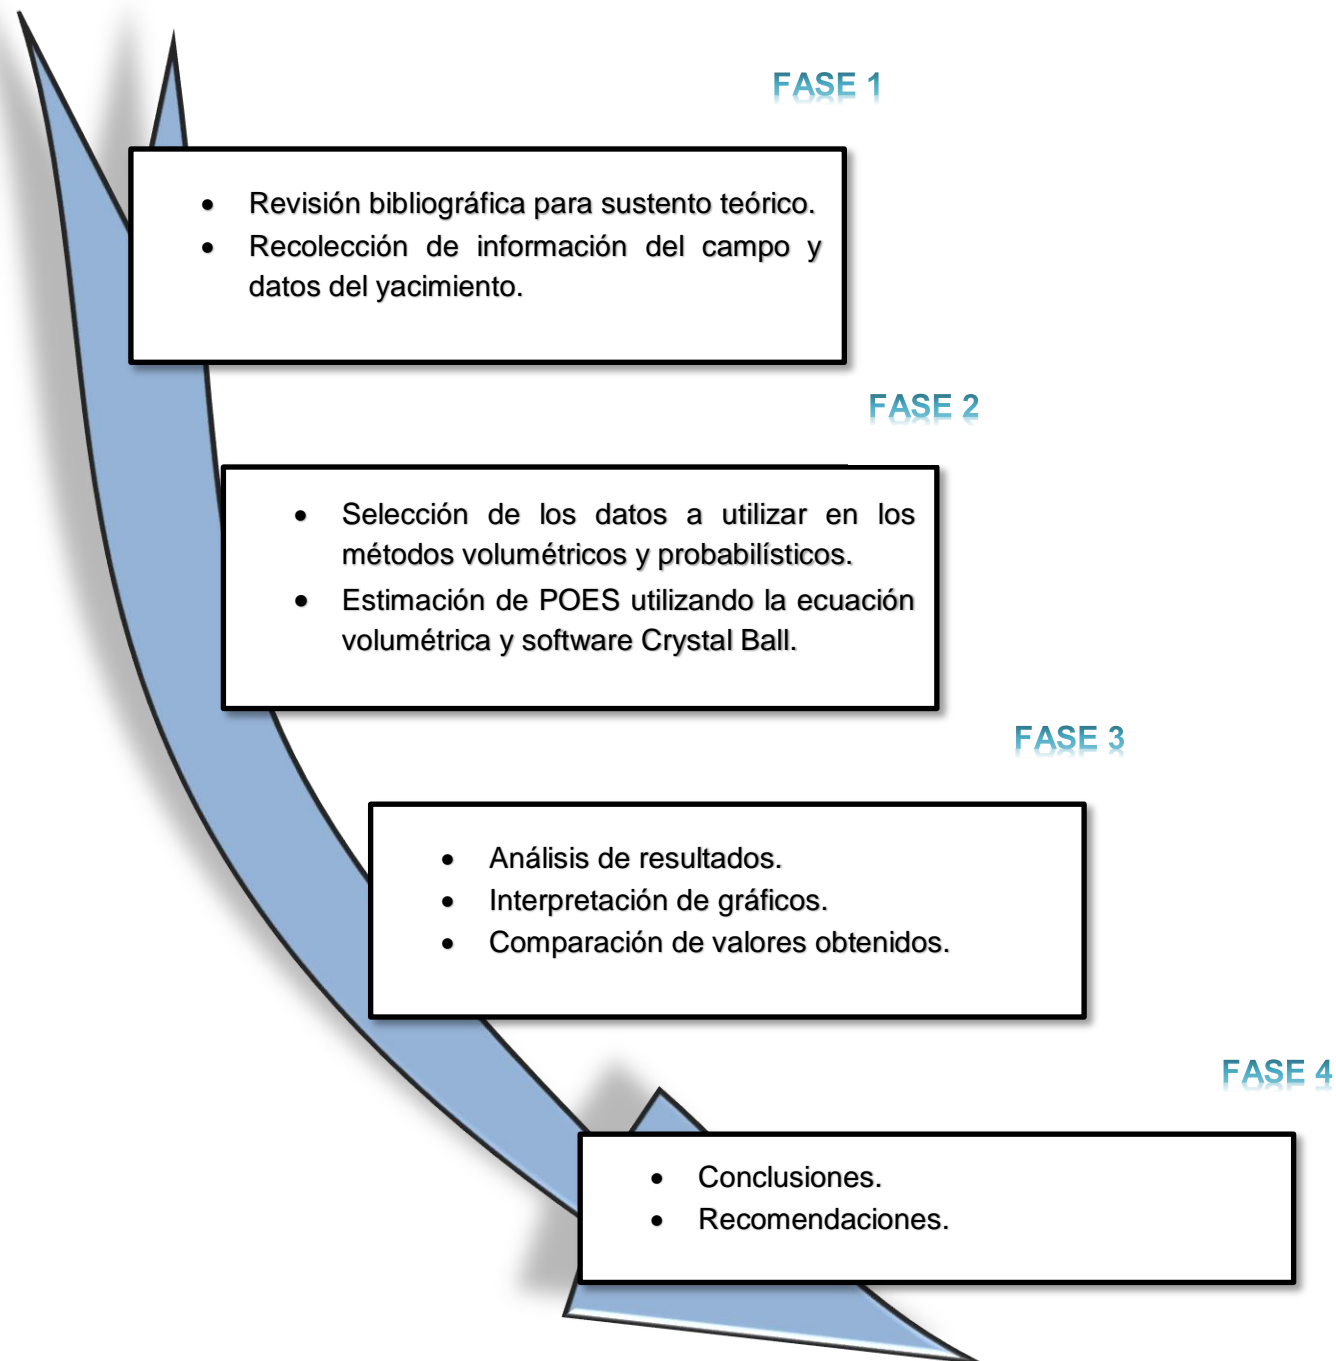 FASE 1
• Revisión bibliográfica para sustento teórico.
• Recolección de información del campo y
datos del yacimiento.
FASE 2
• Selección de los datos a utilizar en los
métodos volumétricos y probabilísticos.
• Estimación de POES utilizando la ecuación
volumétrica y software Crystal Ball.
FASE 3
• Análisis de resultados.
• Interpretación de gráficos.
• Comparación de valores obtenidos.
FASE 4
• Conclusiones.
• Recomendaciones.